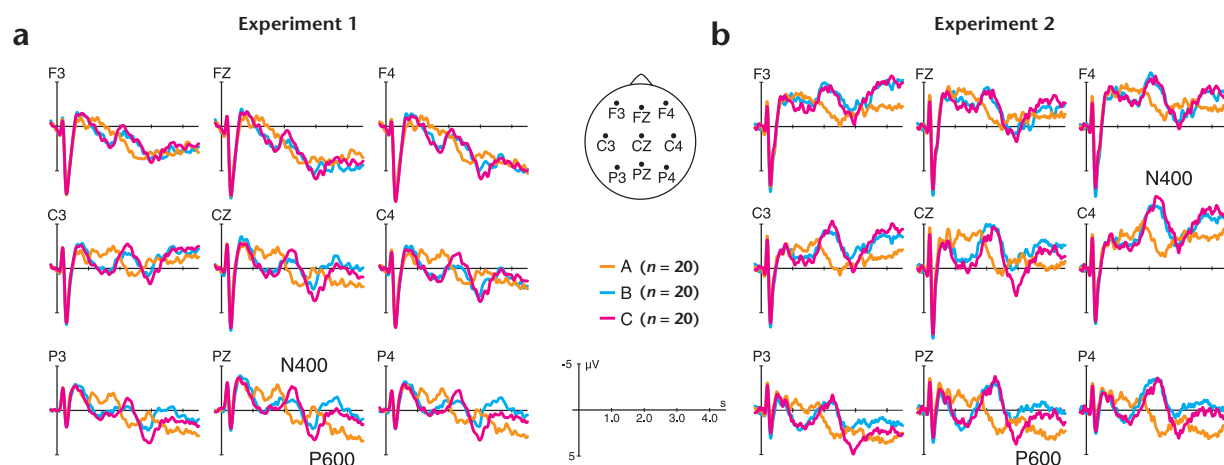 Experiment 1
Experiment 2
a
b
F3 FZ F4
C3 CZ C4
P3 PZ P4
N400
P600
F3 FZ F4
C3 CZ C4
P3 PZ P4
A (n = 20)
B (n = 20)
C (n = 20)
-5 µV
s
1.0 2.0 3.0 4.0
5
F3 FZ F4
N400
C3 CZ C4
P3 PZ P4
P600